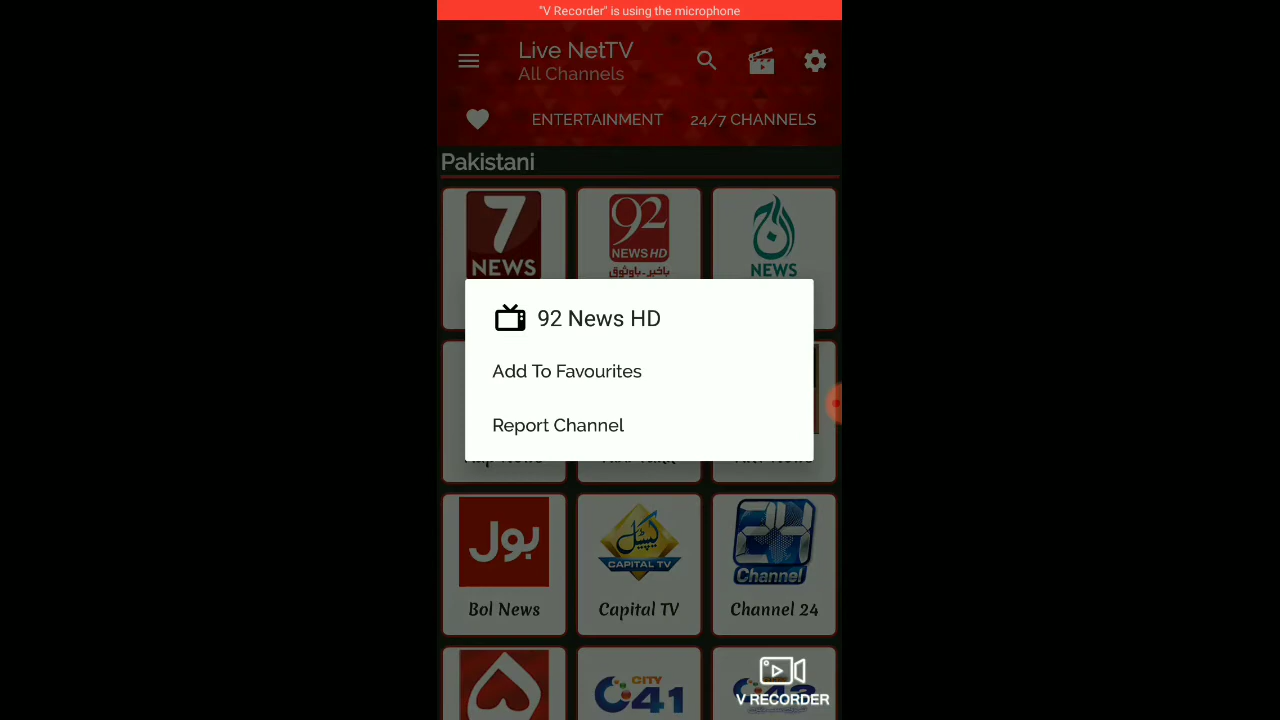 "V Recorder" is using the microphone
Live NetTV
All Channels
ENTERTAINMENT
24/7 CHANNELS
Pakistani
7
NEWS
92
NEWS HD
باخبر۔باوثوق
آج
NEWS
92 News HD
Add To Favourites
Report Channel
بول
Bol News
کیپیٹل
CAPITAL TV
Capital TV
24
Channel
Channel 24
CITY
41
V RECORDER